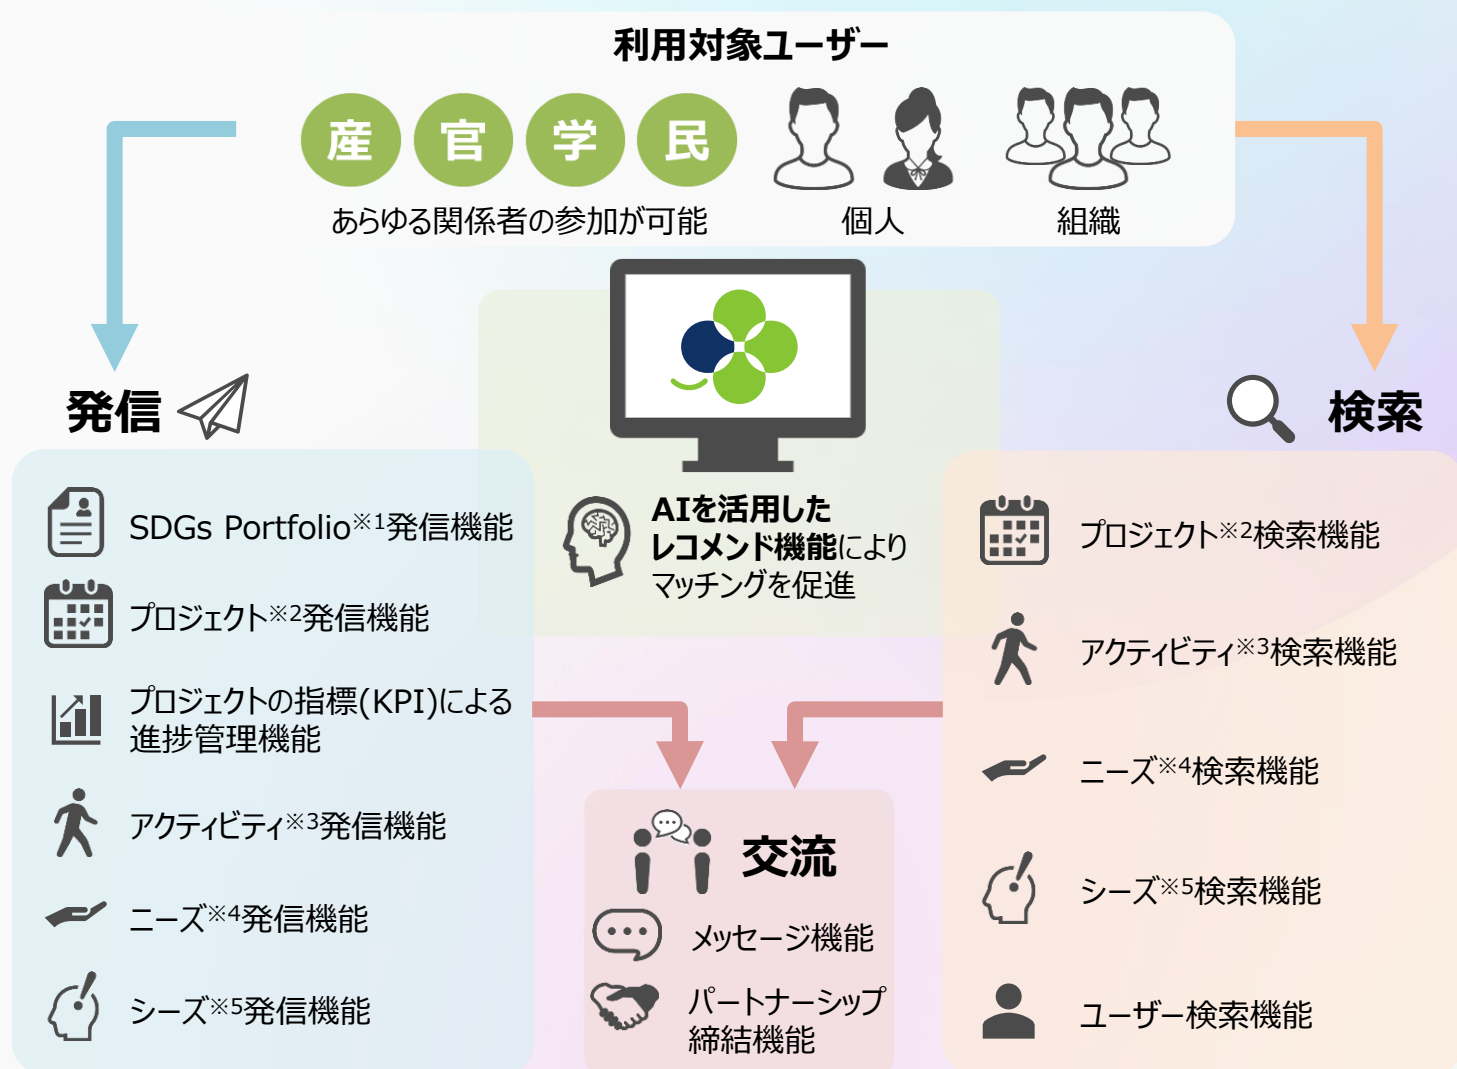 利用対象ユーザー
産 官 学 民
あらゆる関係者の参加が可能
個人
組織
発信
SDGs Portfolio※1発信機能
プロジェクト※2発信機能
プロジェクトの指標(KPI)による
進捗管理機能
アクティビティ※3発信機能
ニーズ※4発信機能
シーズ※5発信機能
AIを活用した
レコメンド機能により
マッチングを促進
交流
メッセージ機能
パートナーシップ
締結機能
検索
プロジェクト※2検索機能
アクティビティ※3検索機能
ニーズ※4検索機能
シーズ※5検索機能
ユーザー検索機能